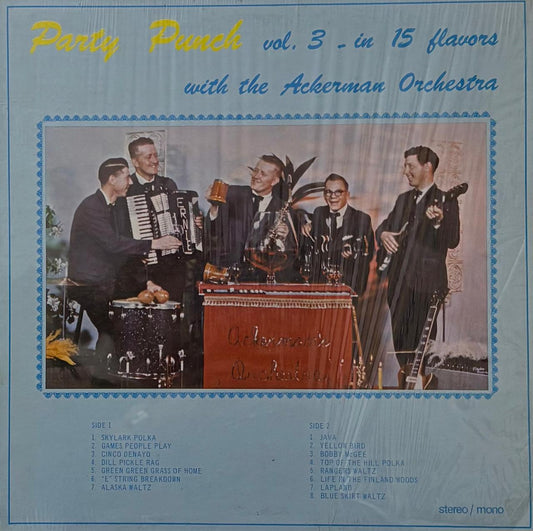 Party Punch vol. 3 - in 15 flavors
with the Ackerman Orchestra
Ackerman
Orchestra
SIDE 1
1. SKYLARK POLKA
2. GAMES PEOPLE PLAY
3. CINCO DENAYO
4. DILL PICKLE RAG
5. GREEN GREEN GRASS OF HOME
6. "E" STRING BREAKDOWN
7. ALASKA WALTZ
SIDE 2
1. JAVA
2. YELLOW BIRD
3. BOBBY McGEE
4. TOP OF THE HILL POLKA
5. RANGERS WALTZ
6. LIFE IN THE FINLAND WOODS
7. LAPLAND
8. BLUE SKIRT WALTZ
stereo / mono